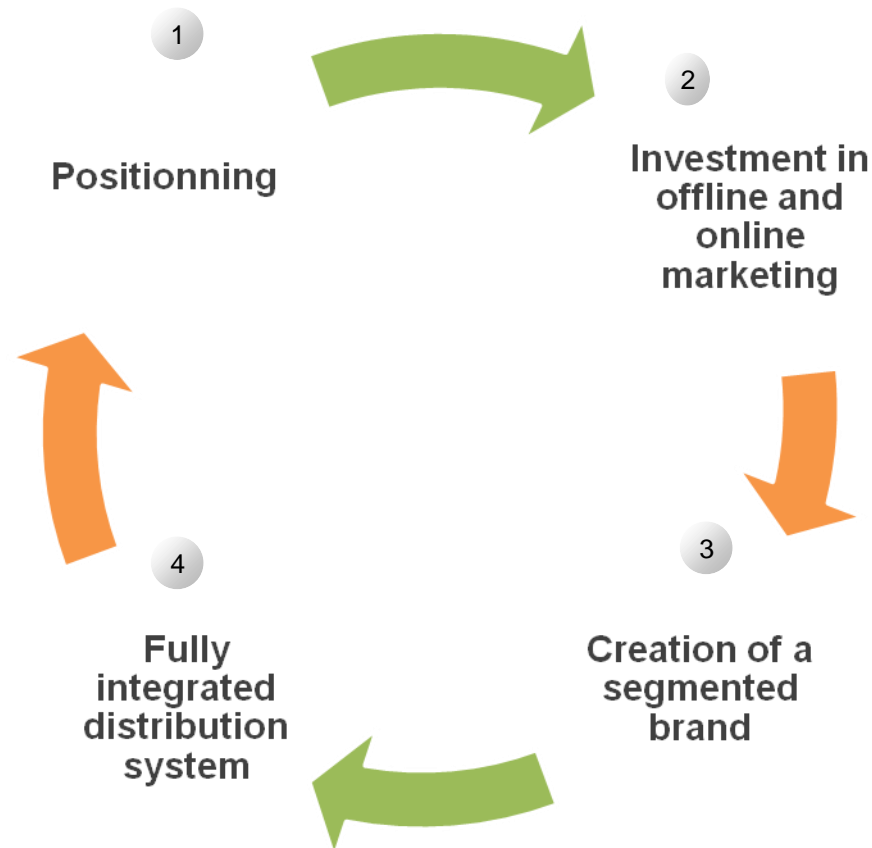 1
Positionning
2
Investment in
offline and
online
marketing
3
Creation of a
segmented
brand
4
Fully
integrated
distribution
system